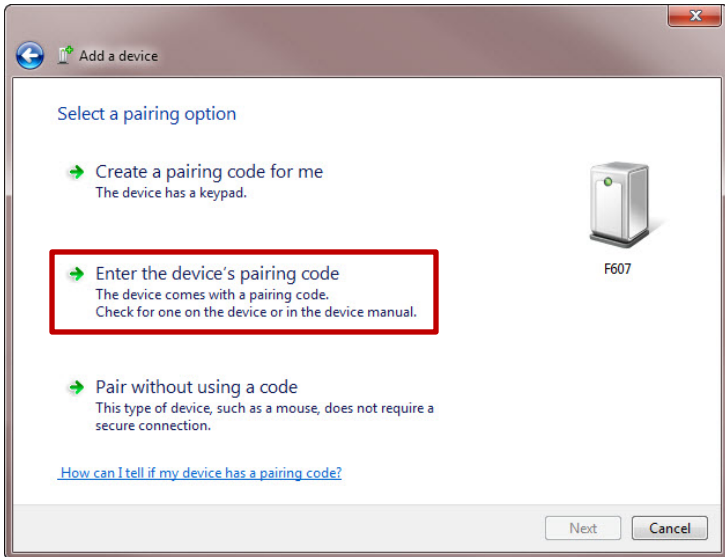 Add a device
Select a pairing option
Create a pairing code for me
The device has a keypad.
F607
Enter the device's pairing code
The device comes with a pairing code.
Check for one on the device or in the device manual.
Pair without using a code
This type of device, such as a mouse, does not require a
secure connection.
How can I tell if my device has a pairing code?
Next
Cancel